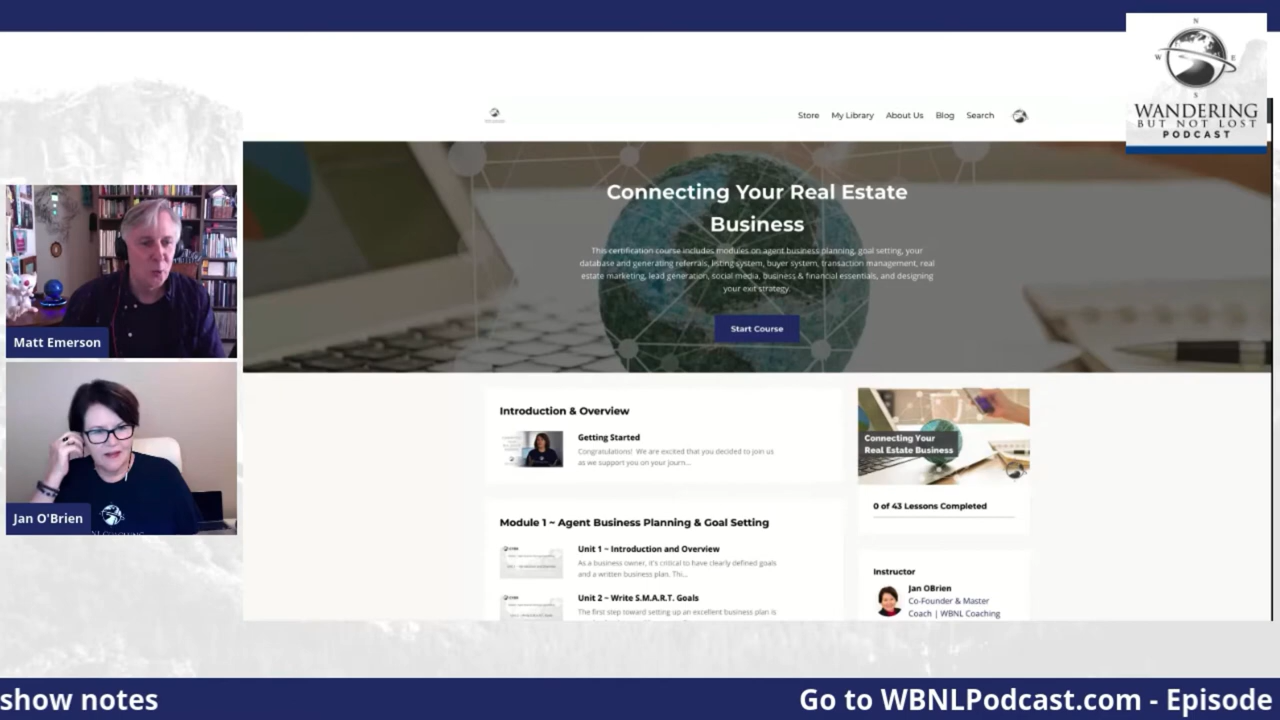 N
W E
S
WANDERING
BUT NOT LOST
PODCAST
Store My Library About Us Blog Search
Connecting Your Real Estate
Business
This certification course includes modules on agent business planning, goal setting, your
database and generating referrals, listing system, buyer system, transaction management, real
estate marketing, lead generation, social media, business & financial essentials, and designing
your exit strategy.
Start Course
Matt Emerson
Jan O'Brien
Introduction & Overview
Getting Started
Congratulations! We are excited that you decided to join us
as we support you on your journ...
Module 1 ~ Agent Business Planning & Goal Setting
Unit 1 ~ Introduction and Overview
As a business owner, it's critical to have clearly defined goals
and a written business plan. Thi...
Unit 2 ~ Write S.M.A.R.T. Goals
The first step toward setting up an excellent business plan is
Connecting Your
Real Estate Business
0 of 43 Lessons Completed
Instructor
Jan OBrien
Co-Founder & Master
Coach | WBNL Coaching
show notes
Go to WBNLPodcast.com - Episode